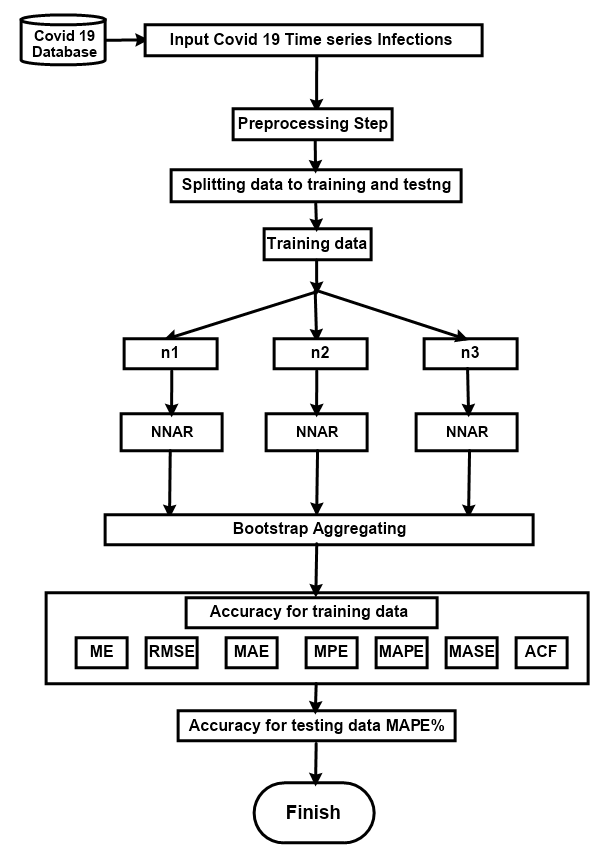 Covid 19
Database
Input Covid 19 Time series Infections
Preprocessing Step
Splitting data to training and testng
Training data
n1 n2 n3
NNAR NNAR NNAR
Bootstrap Aggregating
Accuracy for training data
ME RMSE MAE MPE MAPE MASE ACF
Accuracy for testing data MAPE%
Finish